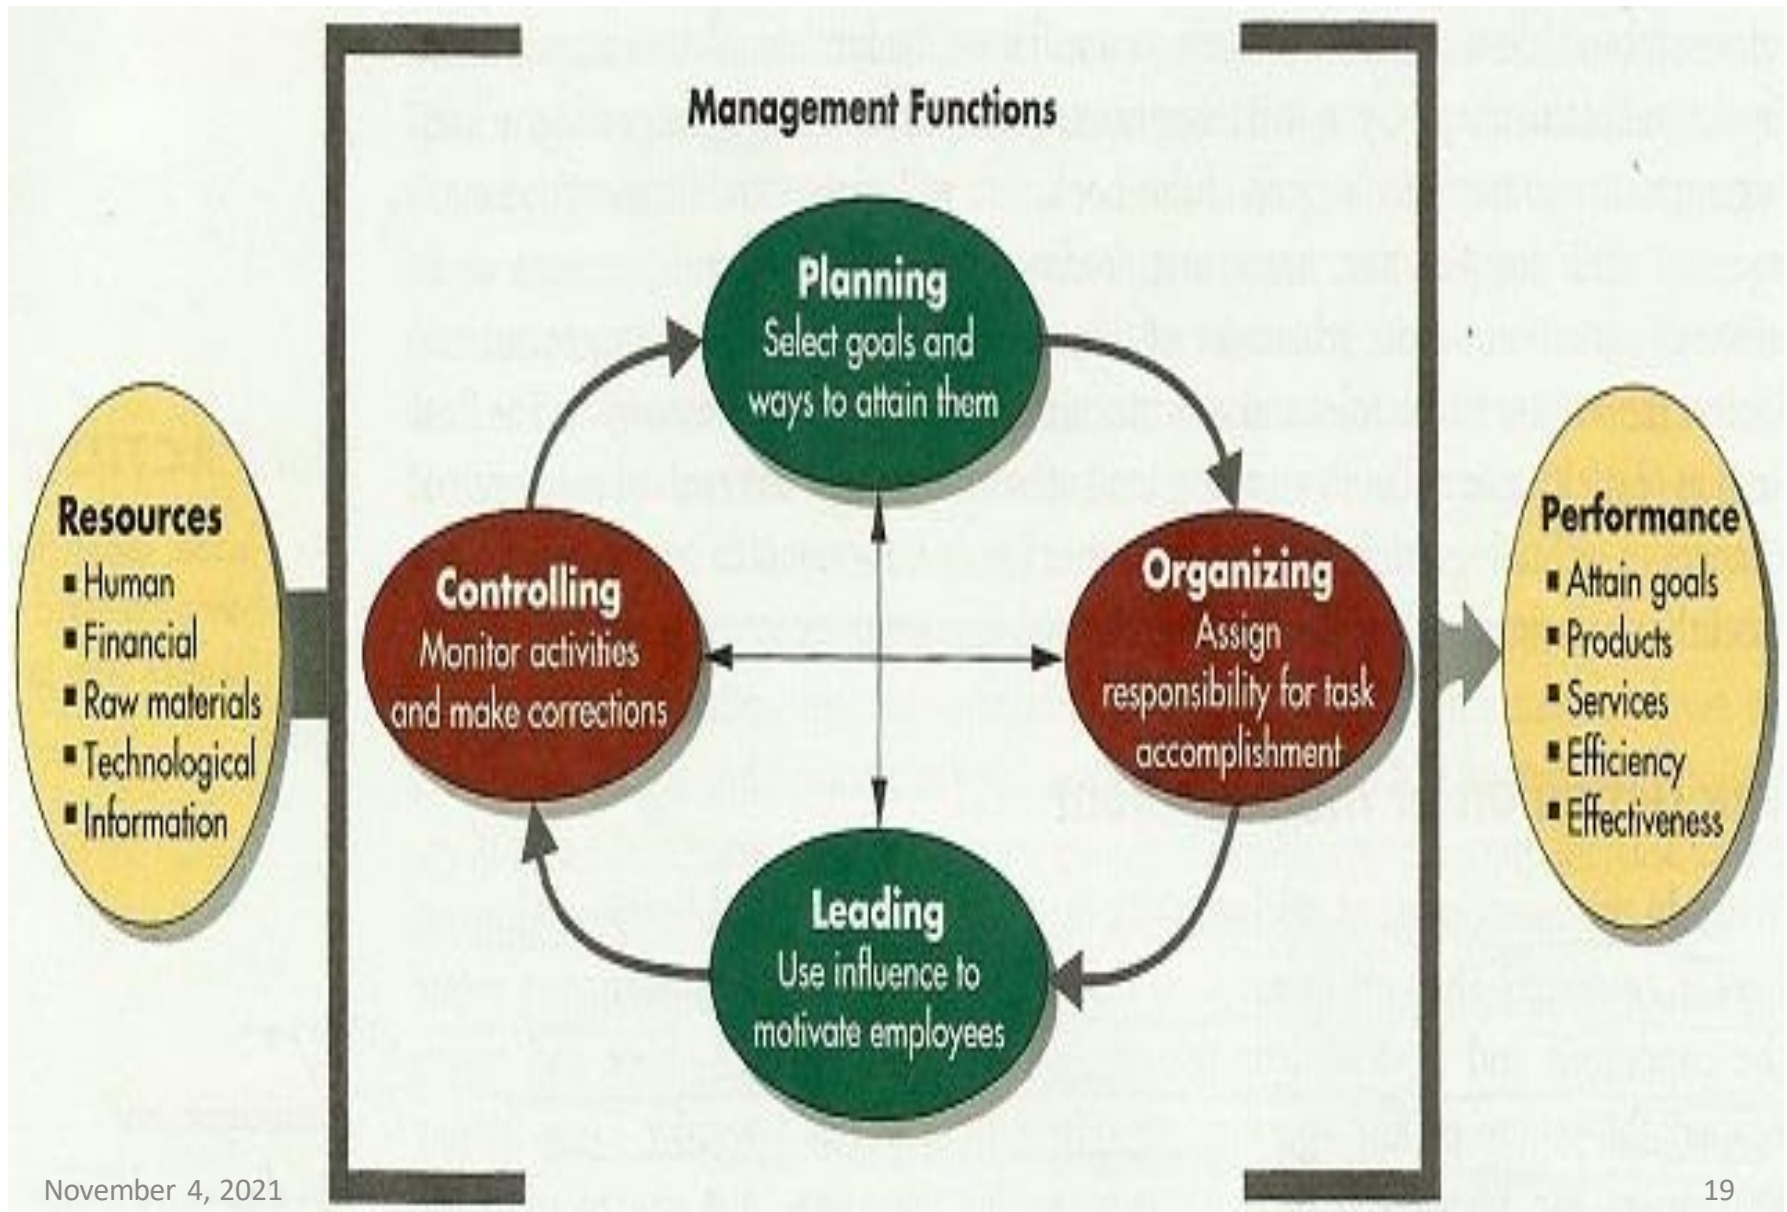 Management Functions
Planning
Select goals and
ways to attain them
Resources
▪ Human
▪ Financial
▪ Raw materials
▪ Technological
▪ Information
Controlling
Monitor activities
and make corrections
Organizing
Assign
responsibility for task
accomplishment
Performance
▪ Attain goals
▪ Products
▪ Services
▪ Efficiency
▪ Effectiveness
Leading
Use influence to
motivate employees
November 4, 2021
19